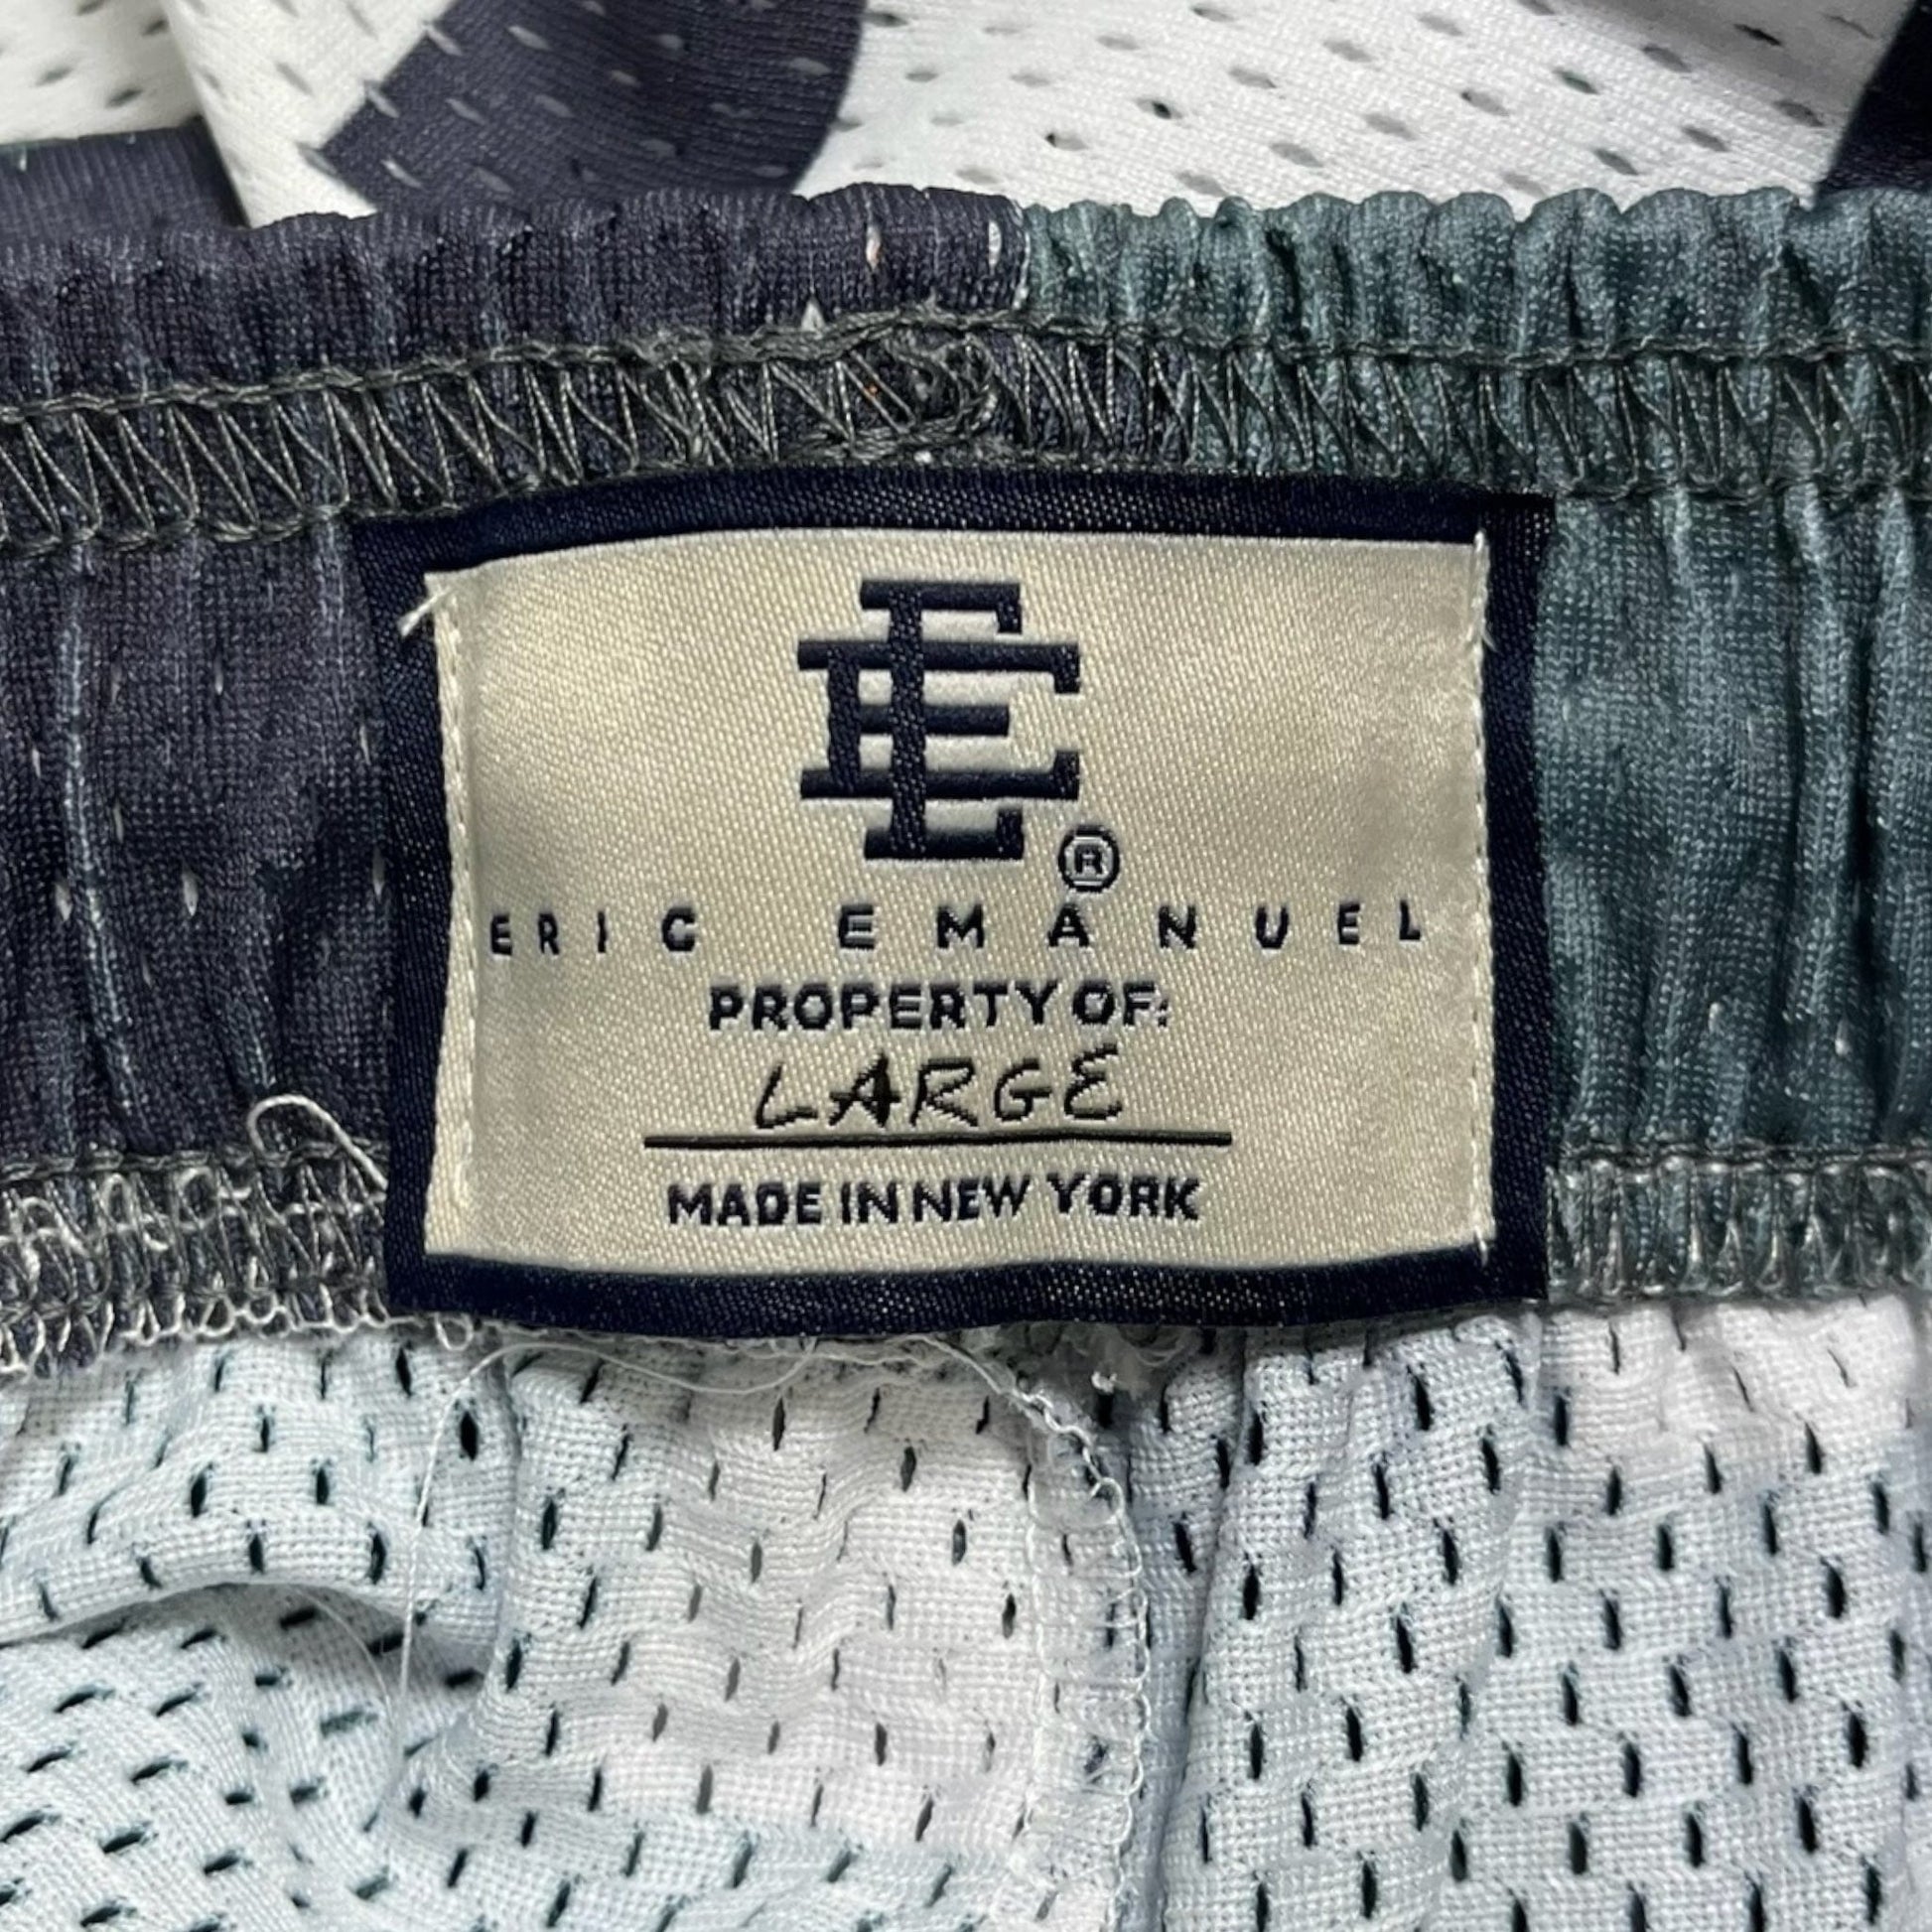 EE
®
ERIC EMANUEL
PROPERTY OF:
LARGE
MADE IN NEW YORK